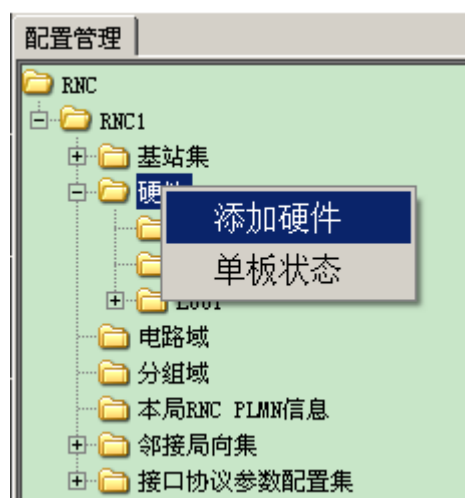 配置管理
RNC
RNC1
基站集
硬
添加硬件
单板状态
电路域
分组域
本局RNC PLMN信息
邻接局向集
接口协议参数配置集